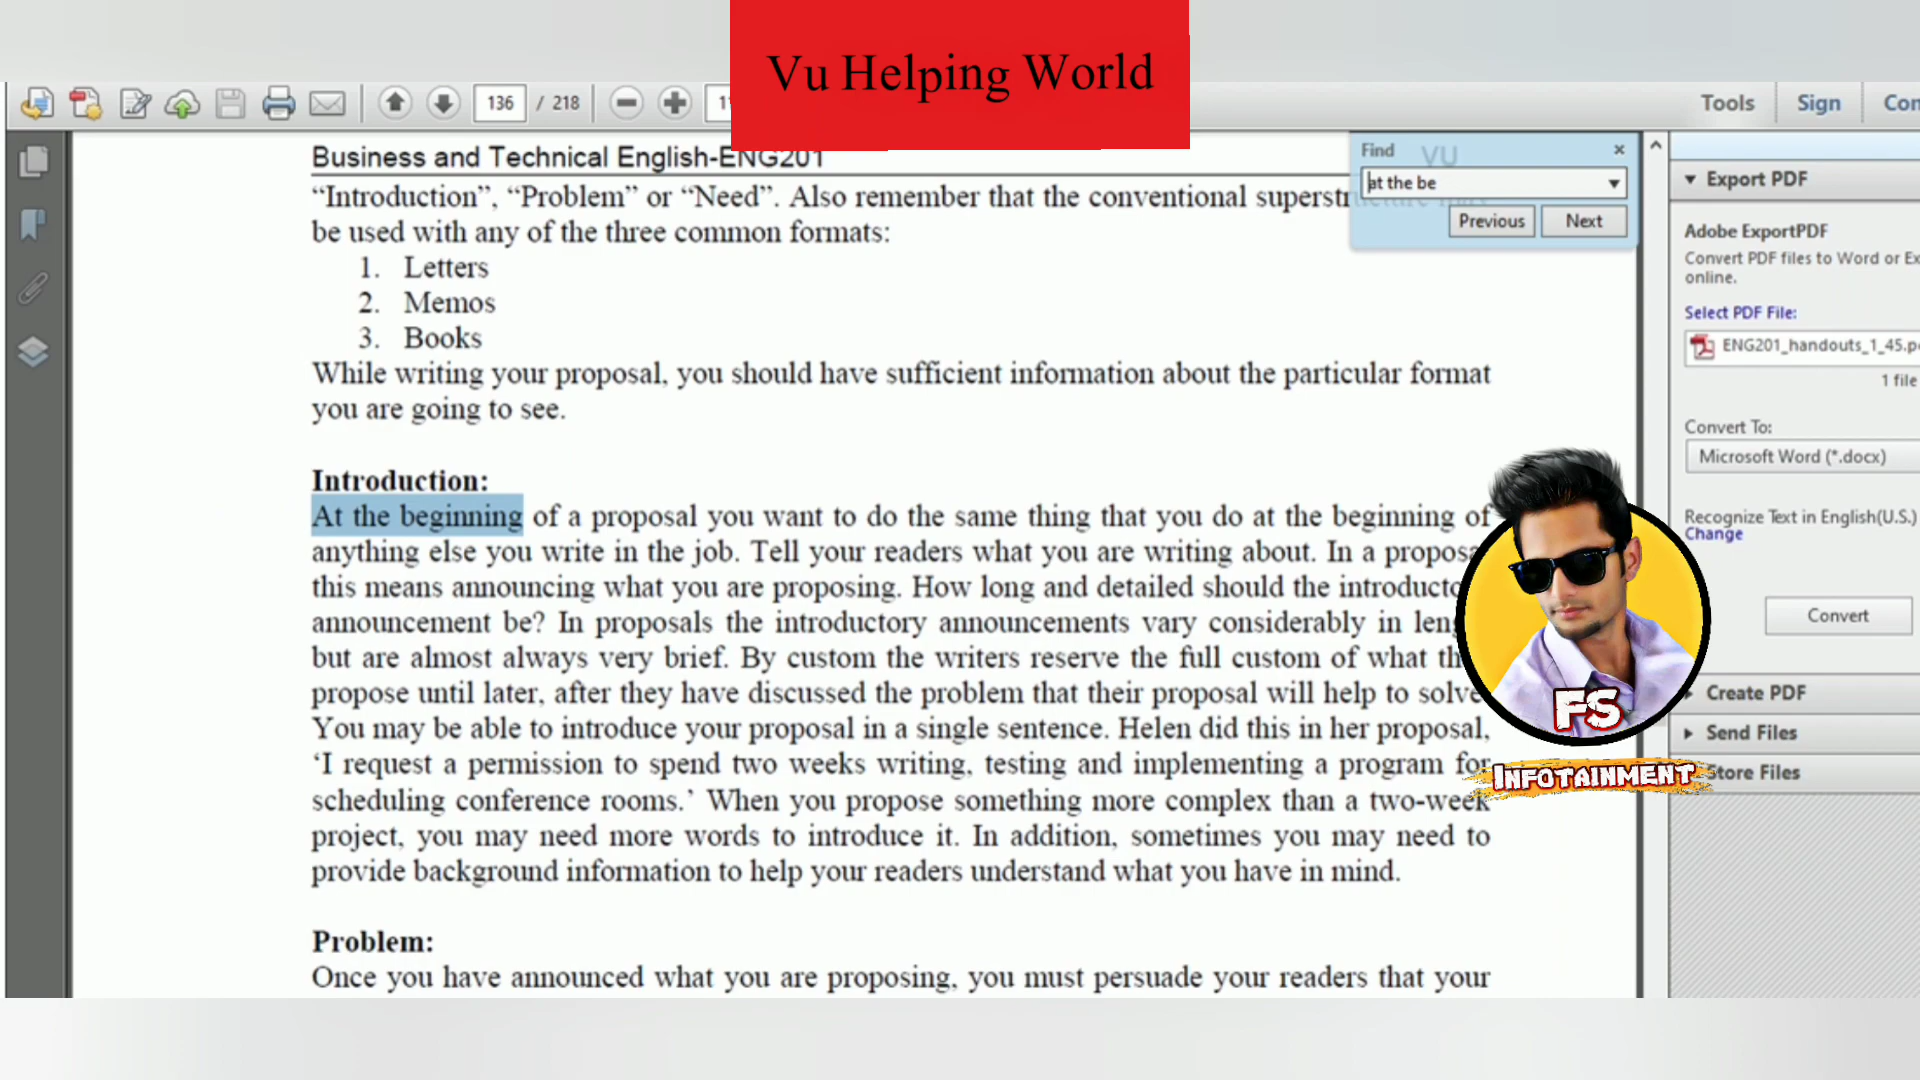 Vu Helping World
136 / 218
Tools Sign
Business and Technical English-ENG201
VU
Find
at the be
Previous Next
“Introduction”, “Problem” or “Need”. Also remember that the conventional superstructure may
be used with any of the three common formats:
1. Letters
2. Memos
3. Books
While writing your proposal, you should have sufficient information about the particular format
you are going to see.
Introduction:
At the beginning of a proposal you want to do the same thing that you do at the beginning of
anything else you write in the job. Tell your readers what you are writing about. In a proposa
this means announcing what you are proposing. How long and detailed should the introducto
announcement be? In proposals the introductory announcements vary considerably in leng
but are almost always very brief. By custom the writers reserve the full custom of what th
propose until later, after they have discussed the problem that their proposal will help to solve
You may be able to introduce your proposal in a single sentence. Helen did this in her proposal,
‘I request a permission to spend two weeks writing, testing and implementing a program for
scheduling conference rooms.’ When you propose something more complex than a two-week
project, you may need more words to introduce it. In addition, sometimes you may need to
provide background information to help your readers understand what you have in mind.
Problem:
Once you have announced what you are proposing, you must persuade your readers that your
Export PDF
Adobe ExportPDF
Convert PDF files to Word or Ex
online.
Select PDF File:
ENG201_handouts_1_45.p
1 file
Convert To:
Microsoft Word (*.docx)
Recognize Text in English(U.S.)
Change
Convert
Create PDF
Send Files
Store Files
FS
INFOTAINMENT